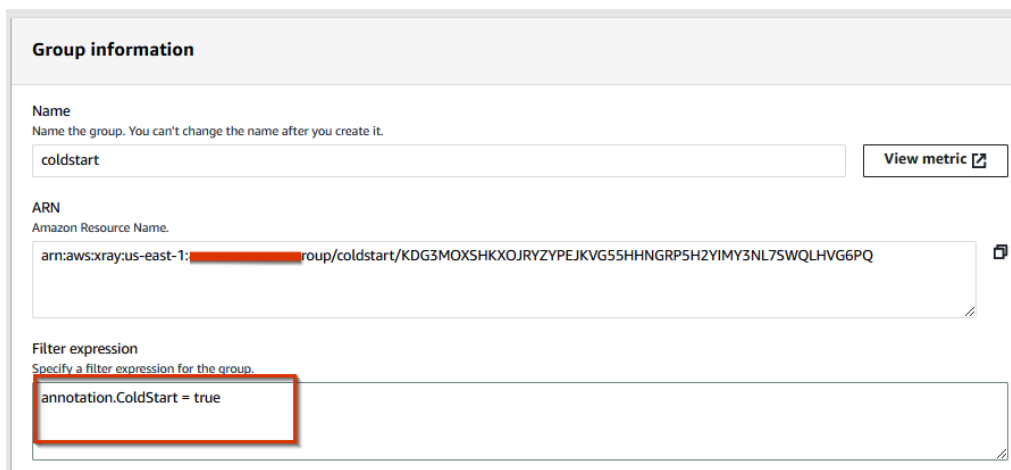 Group information
Name
Name the group. You can't change the name after you create it.
coldstart
View metric
ARN
Amazon Resource Name.
arn:aws:xray:us-east-1: roup/coldstart/KDG3MOXSHKXOJRYZYPEJKVG55HHNGRP5H2YIMY3NL7SWQLHVG6PQ
Filter expression
Specify a filter expression for the group.
annotation.ColdStart = true